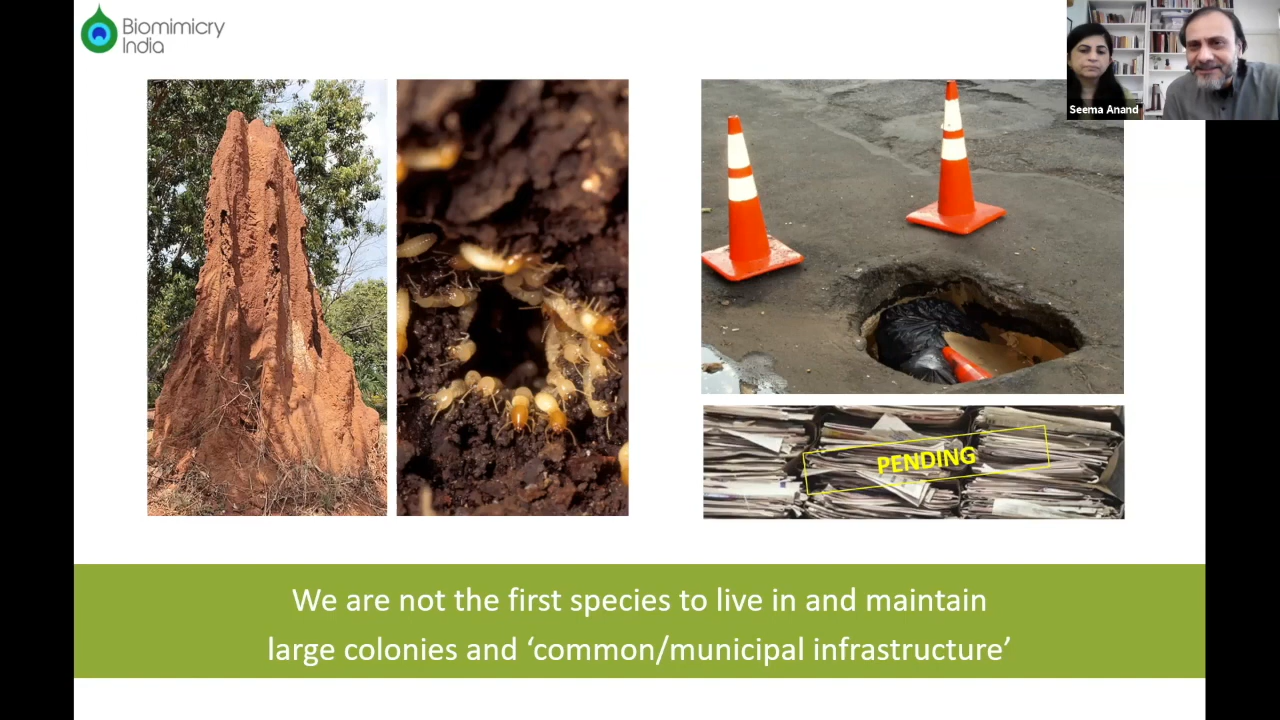 Biomimicry
India
Seema Anand
PENDING
We are not the first species to live in and maintain
large colonies and ‘common/municipal infrastructure’